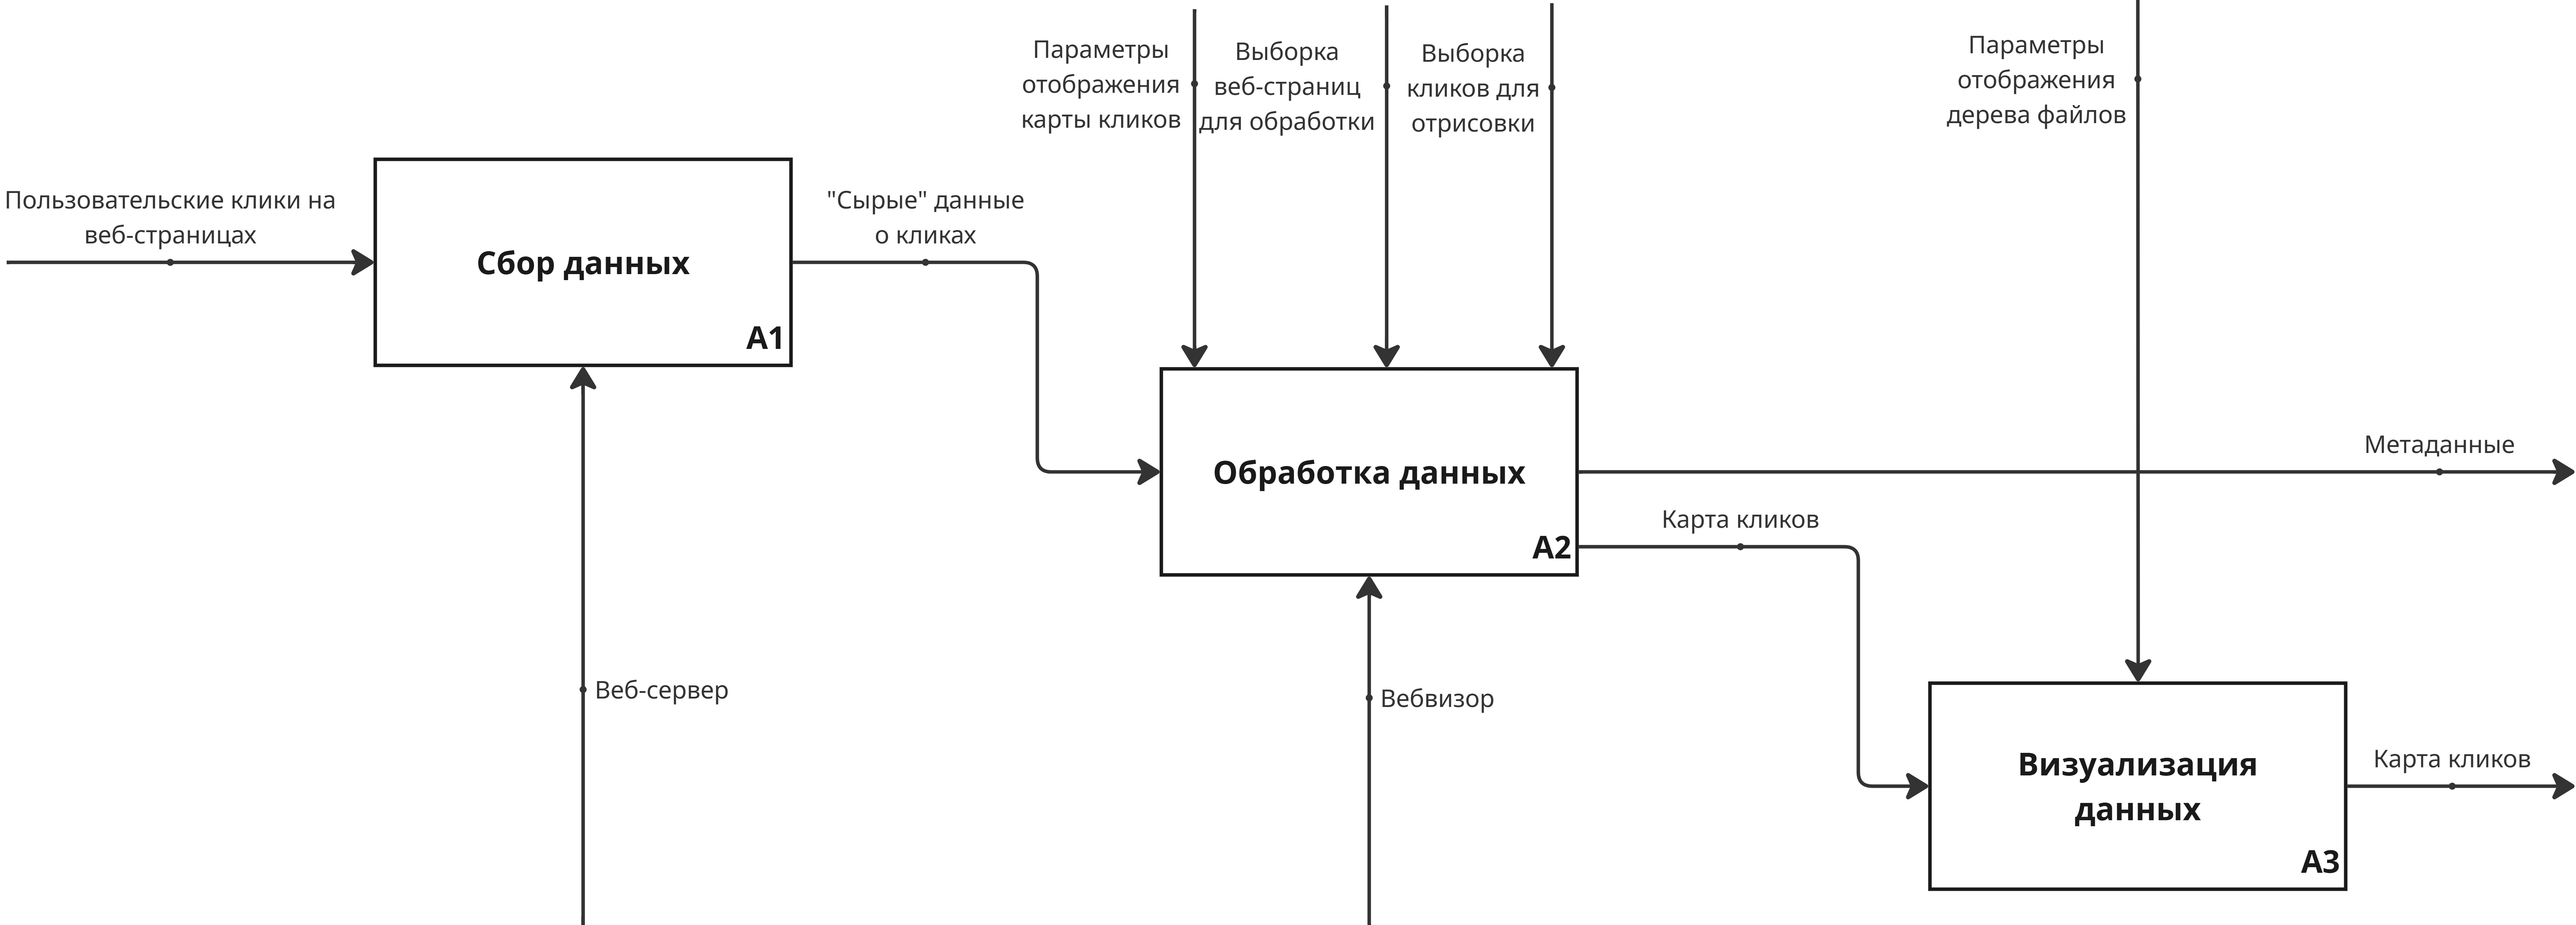 Параметры
отображения
карты кликов
Выборка
веб-страниц
для обработки
Выборка
кликов для
отрисовки
Параметры
отображения
дерева файлов
Пользовательские клики на
веб-страницах
Сбор данных
A1
"Сырые" данные
о кликах
Обработка данных
A2
Метаданные
Карта кликов
Веб-сервер
Вебвизор
Визуализация
данных
A3
Карта кликов